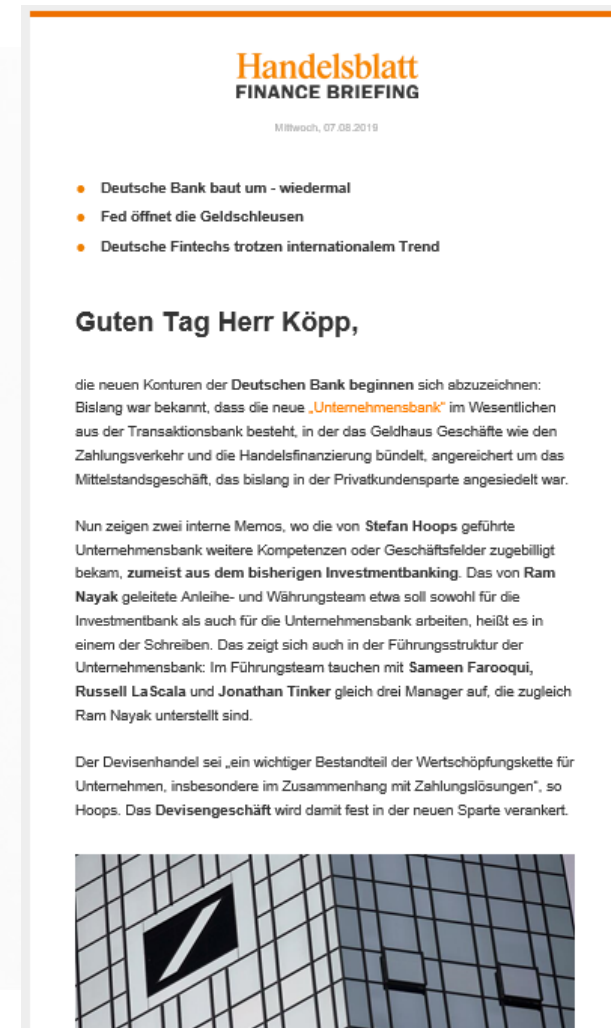 Handelsblatt
FINANCE BRIEFING
Mittwoch, 07.08.2019
Deutsche Bank baut um - wiedermal
Fed öffnet die Geldschleusen
Deutsche Fintechs trotzen internationalem Trend
Guten Tag Herr Köpp,
die neuen Konturen der Deutschen Bank beginnen sich abzuzeichnen:
Bislang war bekannt, dass die neue „Unternehmensbank“ im Wesentlichen
aus der Transaktionsbank besteht, in der das Geldhaus Geschäfte wie den
Zahlungsverkehr und die Handelsfinanzierung bündelt, angereichert um das
Mittelstandsgeschäft, das bislang in der Privatkundensparte angesiedelt war.
Nun zeigen zwei interne Memos, wo die von Stefan Hoops geführte
Unternehmensbank weitere Kompetenzen oder Geschäftsfelder zugebilligt
bekam, zumeist aus dem bisherigen Investmentbanking. Das von Ram
Nayak geleitete Anleihe- und Währungsteam etwa soll sowohl für die
Investmentbank als auch für die Unternehmensbank arbeiten, heißt es in
einem der Schreiben. Das zeigt sich auch in der Führungsstruktur der
Unternehmensbank: Im Führungsteam tauchen mit Sameen Farooqui,
Russell LaScala und Jonathan Tinker gleich drei Manager auf, die zugleich
Ram Nayak unterstellt sind.
Der Devisenhandel sei „ein wichtiger Bestandteil der Wertschöpfungskette für
Unternehmen, insbesondere im Zusammenhang mit Zahlungslösungen“, so
Hoops. Das Devisengeschäft wird damit fest in der neuen Sparte verankert.